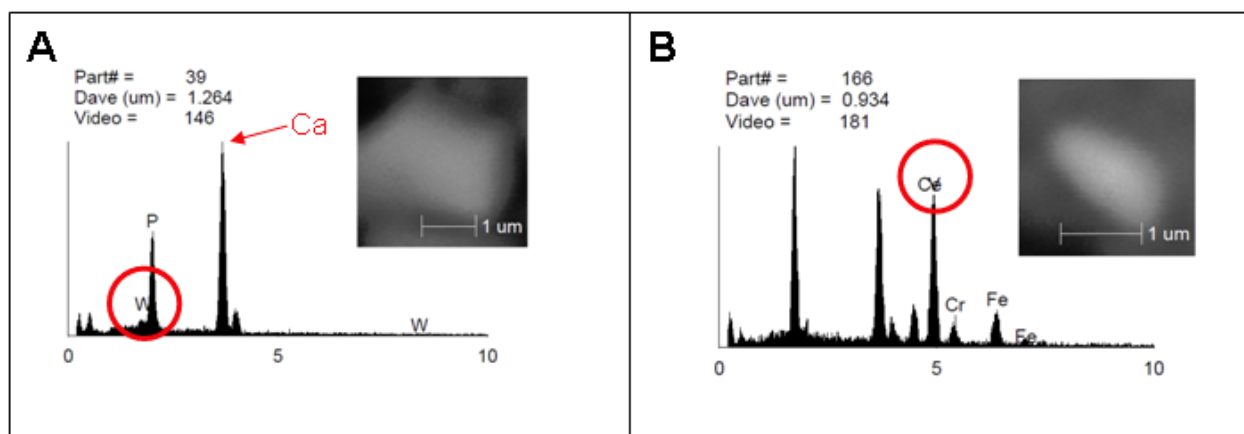 A
Part# = 39
Dave (um) = 1.264
Video = 146
Ca
P
W
W
1 um
0 5 10
B
Part# = 166
Dave (um) = 0.934
Video = 181
Cr
Fe
Fe
1 um
0 5 10